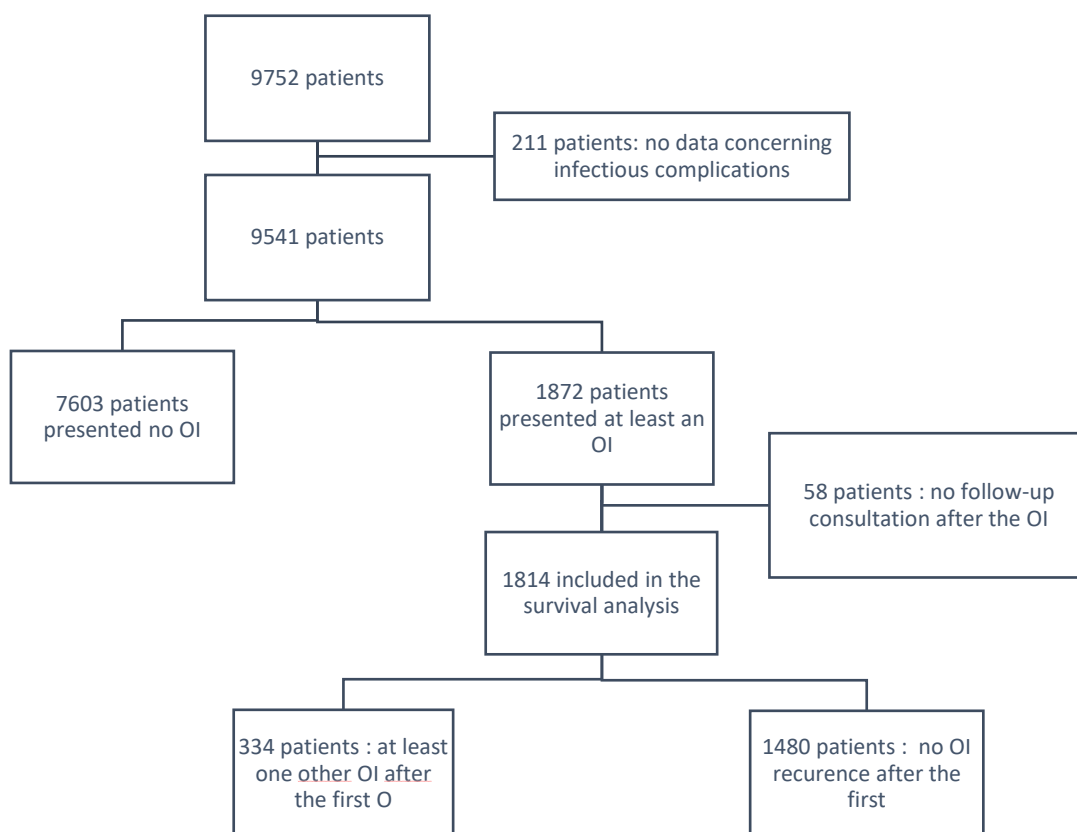 9752 patients
211 patients: no data concerning
infectious complications
9541 patients
7603 patients
presented no OI
1872 patients
presented at least an
OI
58 patients : no follow-up
consultation after the OI
1814 included in the
survival analysis
334 patients : at least
one other OI after
the first O
1480 patients :  no OI
recurence after the
first